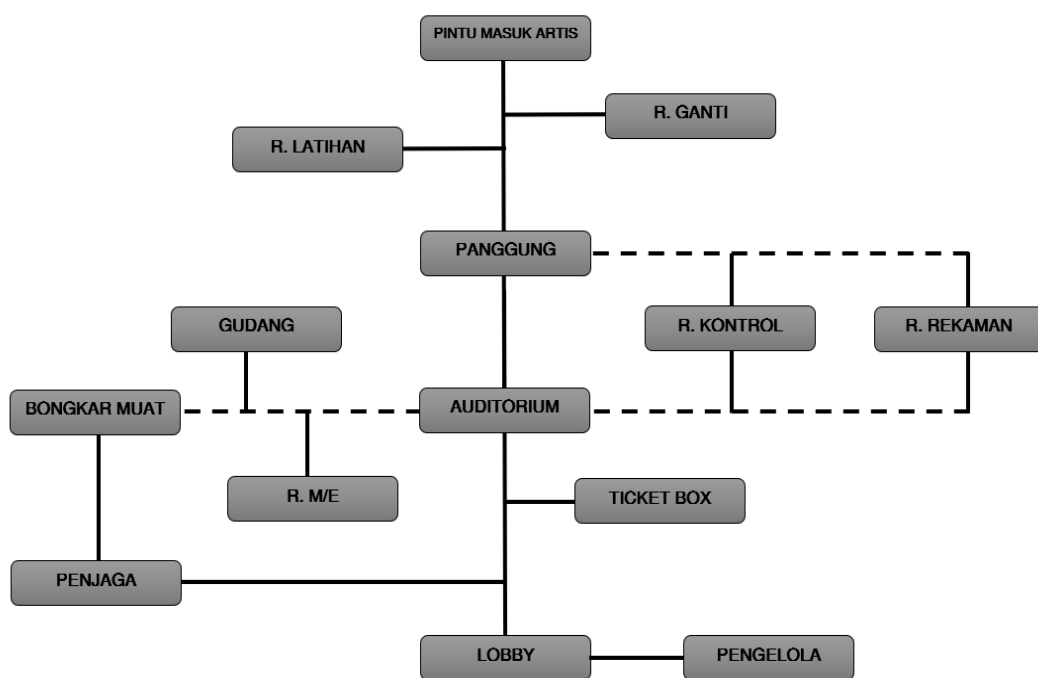 PINTU MASUK ARTIS
R. GANTI
R. LATIHAN
PANGGUNG
GUDANG
R. KONTROL
R. REKAMAN
BONGKAR MUAT
AUDITORIUM
R. M/E
TICKET BOX
PENJAGA
LOBBY
PENGELOLA